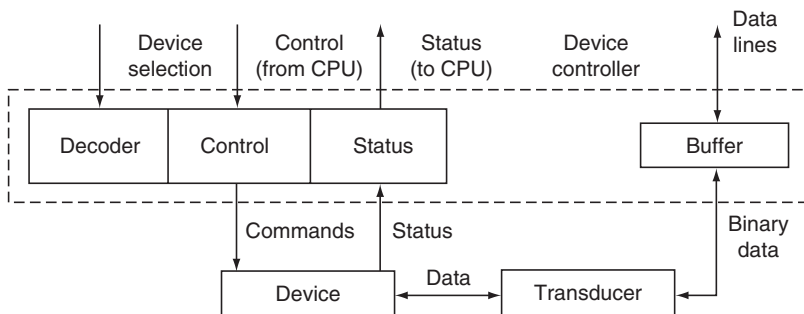 Device
selection
Control
(from CPU)
Status
(to CPU)
Device
controller
Data
lines
Decoder
Control
Status
Buffer
Commands
Status
Binary
data
Device
Data
Transducer